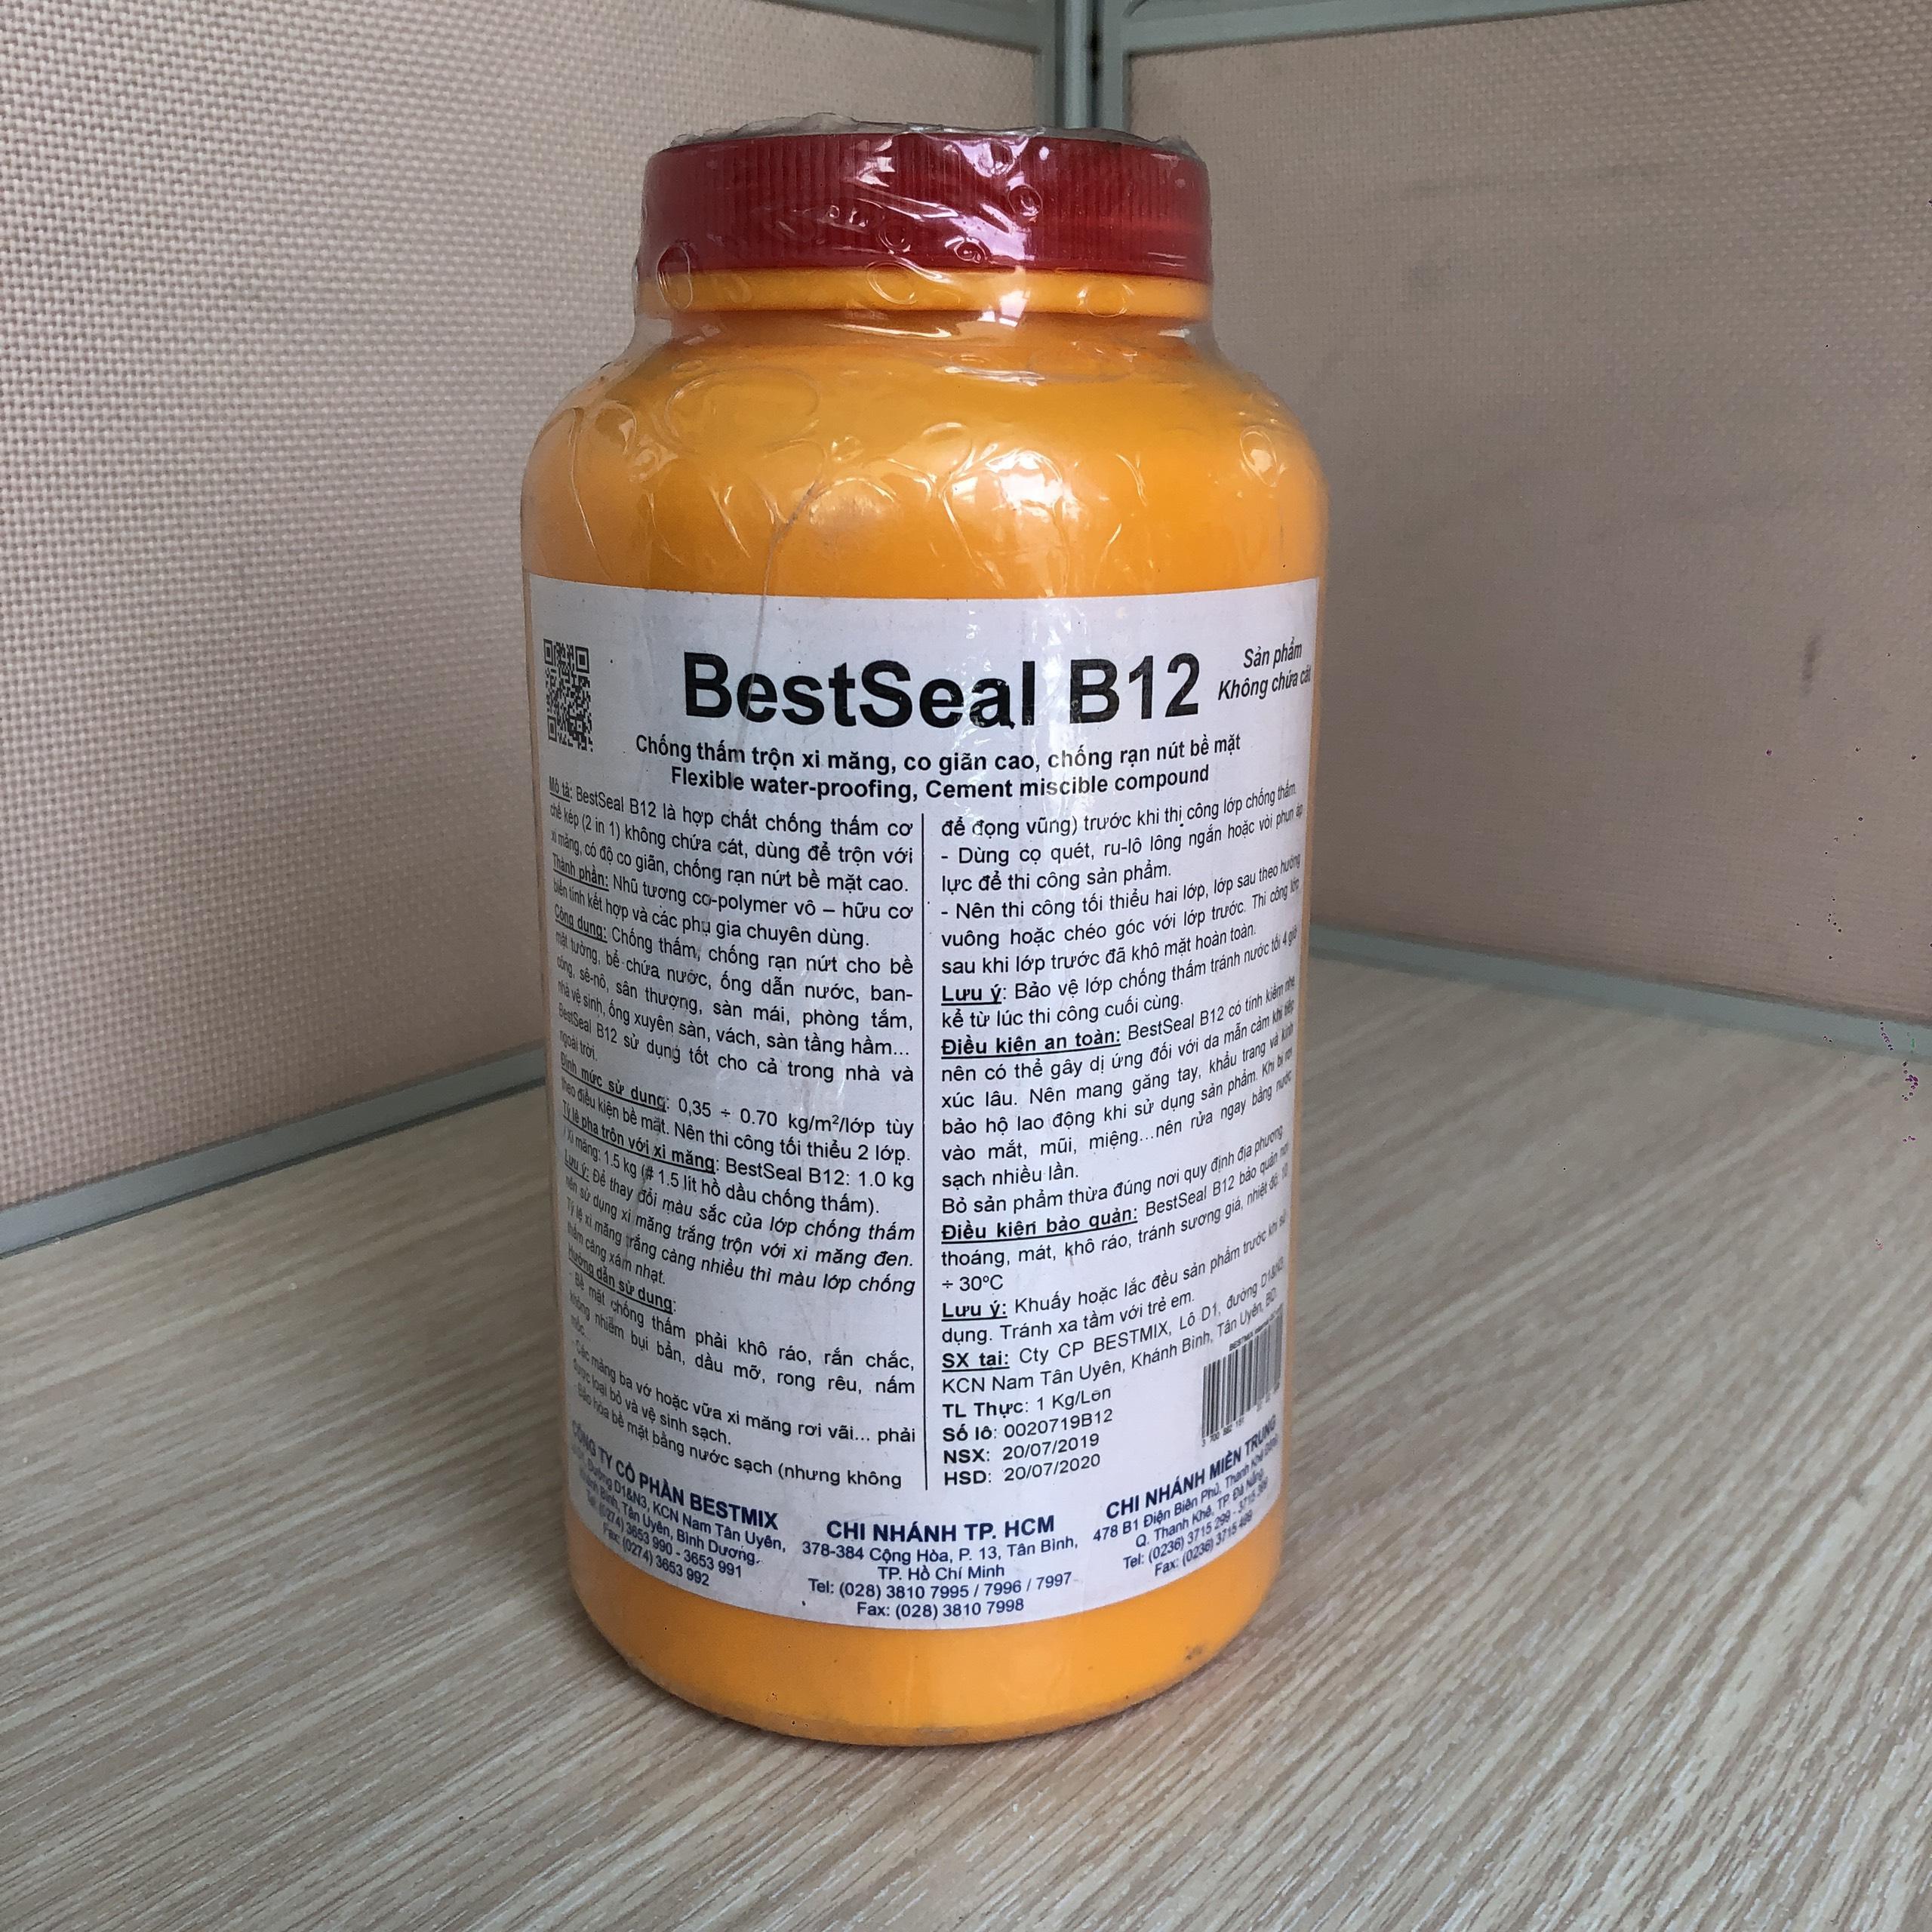 BestSeal B12
Sản phẩm
Không chứa cát
Chống thấm trộn xi măng, co giãn cao, chống rạn nứt bề mặt
Flexible water-proofing, Cement miscible compound
Mô tả: BestSeal B12 là hợp chất chống thấm cơ
chế kép (2 in 1) không chứa cát, dùng để trộn với
xi măng, có độ co giãn, chống rạn nứt bề mặt cao.
Thành phần: Nhũ tương co-polymer vô – hữu cơ
biến tính kết hợp và các phụ gia chuyên dùng.
Công dụng: Chống thấm, chống rạn nứt cho bề
mặt tường, bể chứa nước, ống dẫn nước, ban-
công, sê-nô, sân thượng, sàn mái, phòng tắm,
nhà vệ sinh, ống xuyên sàn, vách, sàn tầng hầm...
BestSeal B12 sử dụng tốt cho cả trong nhà và
ngoài trời.
Định mức sử dụng: 0,35 ÷ 0.70 kg/m²/lớp tùy
theo điều kiện bề mặt. Nên thi công tối thiểu 2 lớp.
Tỷ lệ pha trộn với xi măng: BestSeal B12: 1.0 kg
/ Xi măng: 1.5 kg (# 1.5 lít hồ dầu chống thấm).
Lưu ý: Để thay đổi màu sắc của lớp chống thấm
nên sử dụng xi măng trắng trộn với xi măng đen.
Tỷ lệ xi măng trắng càng nhiều thì màu lớp chống
thấm càng xám nhạt.
Hướng dẫn sử dụng:
- Bề mặt chống thấm phải khô ráo, rắn chắc,
không nhiễm bụi bẩn, dầu mỡ, rong rêu, nấm
mốc.
- Các mảng ba vớ hoặc vữa xi măng rơi vãi... phải
được loại bỏ và vệ sinh sạch.
- Bão hòa bề mặt bằng nước sạch (nhưng không
để đọng vũng) trước khi thi công lớp chống thấm.
- Dùng cọ quét, ru-lô lông ngắn hoặc vòi phun áp
lực để thi công sản phẩm.
- Nên thi công tối thiểu hai lớp, lớp sau theo hướng
vuông hoặc chéo góc với lớp trước. Thi công lớp
sau khi lớp trước đã khô mặt hoàn toàn.
Lưu ý: Bảo vệ lớp chống thấm tránh nước tối 4 giờ
kể từ lúc thi công cuối cùng.
Điều kiện an toàn: BestSeal B12 có tính kiềm nhẹ
nên có thể gây dị ứng đối với da mẫn cảm khi tiếp
xúc lâu. Nên mang găng tay, khẩu trang và kính
bảo hộ lao động khi sử dụng sản phẩm. Khi bị rơi
vào mắt, mũi, miệng...nên rửa ngay bằng nước
sạch nhiều lần.
Bỏ sản phẩm thừa đúng nơi quy định địa phương.
Điều kiện bảo quản: BestSeal B12 bảo quản nơi
thoáng, mát, khô ráo, tránh sương giá, nhiệt độ: 10
÷ 30ºC
Lưu ý: Khuấy hoặc lắc đều sản phẩm trước khi sử
dụng. Tránh xa tầm với trẻ em.
SX tại: Cty CP BESTMIX, Lô D1, đường D1&N3,
KCN Nam Tân Uyên, Khánh Bình, Tân Uyên, BD.
TL Thực: 1 Kg/Lon
Số lô: 0020719B12
NSX: 20/07/2019
HSD: 20/07/2020
CÔNG TY CỔ PHẦN BESTMIX
Đường D1&N3, KCN Nam Tân Uyên,
Khánh Bình, Tân Uyên, Bình Dương.
Tel: (0274) 3653 990 - 3653 991
Fax: (0274) 3653 992
CHI NHÁNH TP. HCM
378-384 Cộng Hòa, P. 13, Tân Bình,
TP. Hồ Chí Minh
Tel: (028) 3810 7995 / 7996 / 7997
Fax: (028) 3810 7998
CHI NHÁNH MIỀN TRUNG
478 B1 Điện Biên Phủ, Thanh Khê
Q. Thanh Khê, TP. Đà Nẵng
Tel: (0236) 3715 299 - 3715 399
Fax: (0236) 3715 499